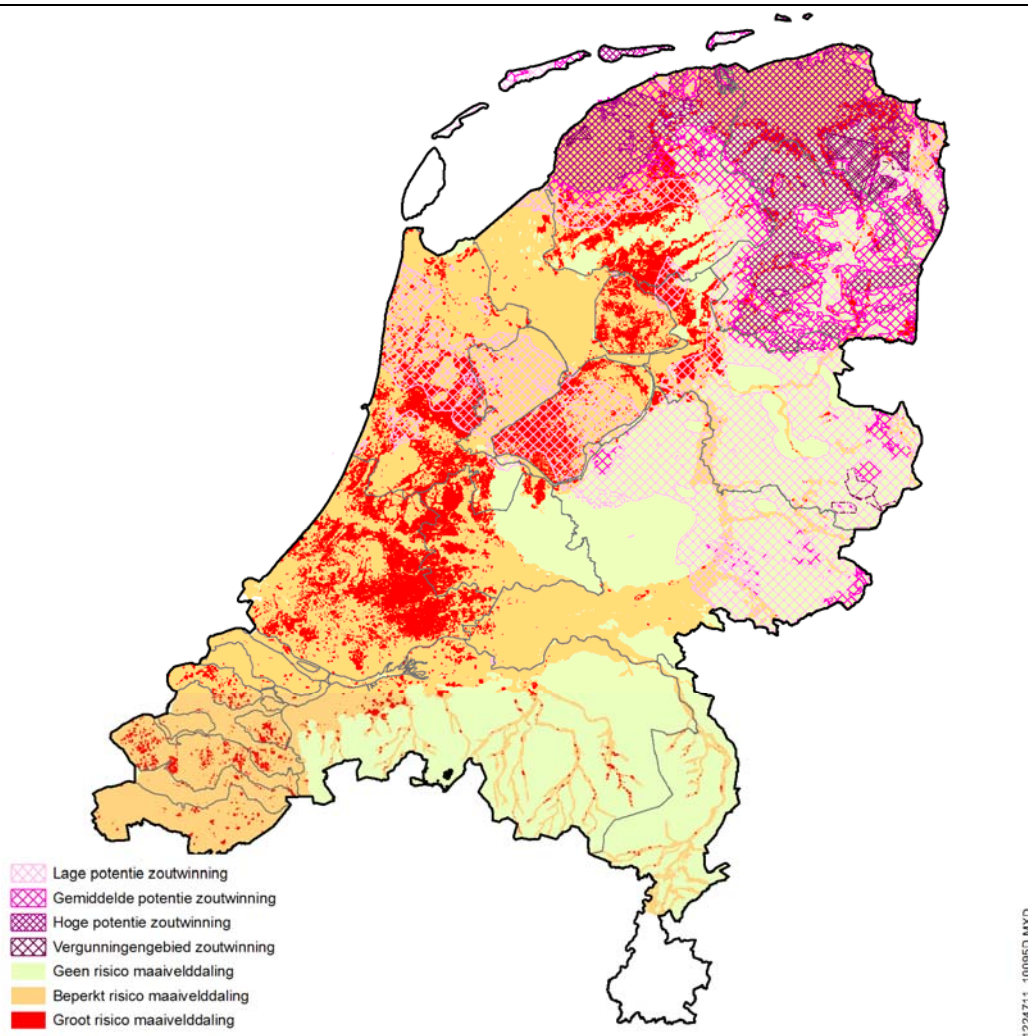 Lage potentie zoutwinning
Gemiddelde potentie zoutwinning
Hoge potentie zoutwinning
Vergunningengebied zoutwinning
Geen risico maaivelddaling
Beperkt risico maaivelddaling
Groot risico maaivelddaling